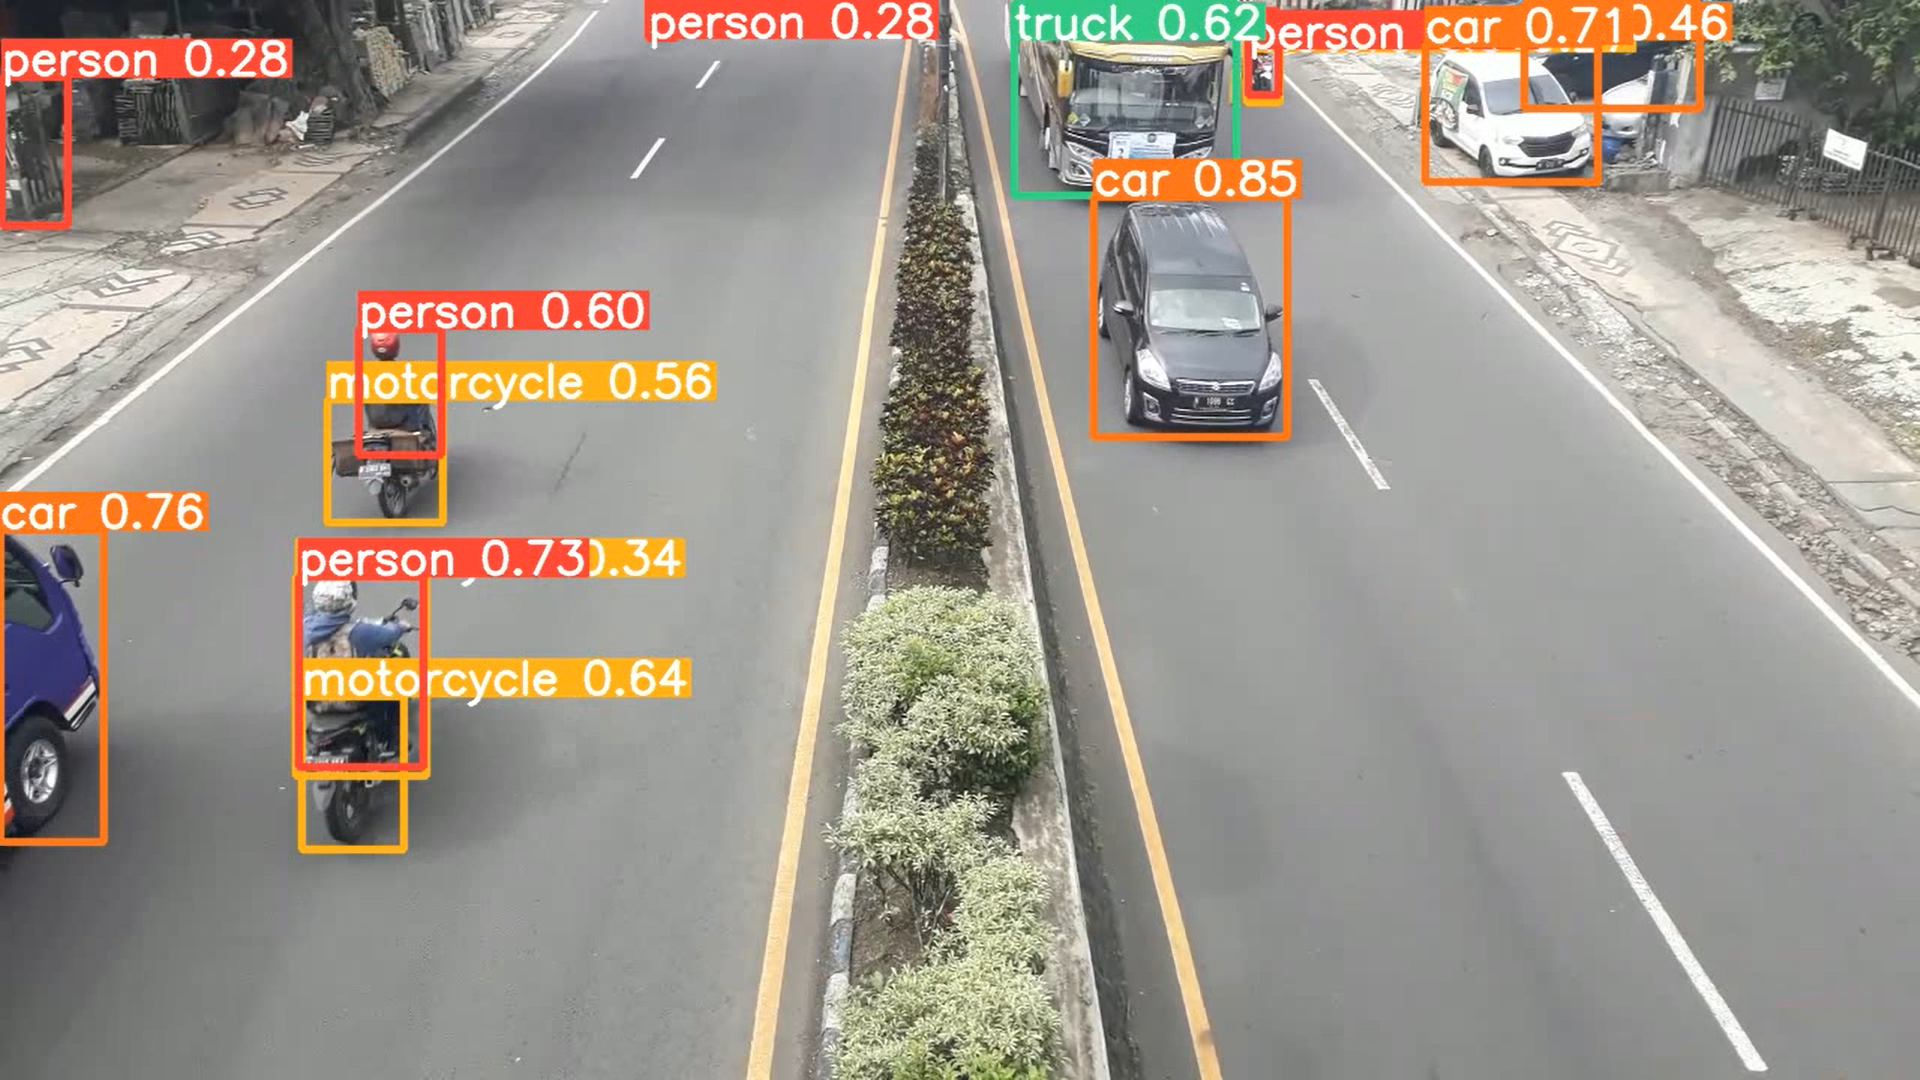 person 0.28
person 0.28
truck 0.62
person
car 0.71
0.46
car 0.85
person 0.60
motorcycle 0.56
car 0.76
person 0.73
0.34
motorcycle 0.64